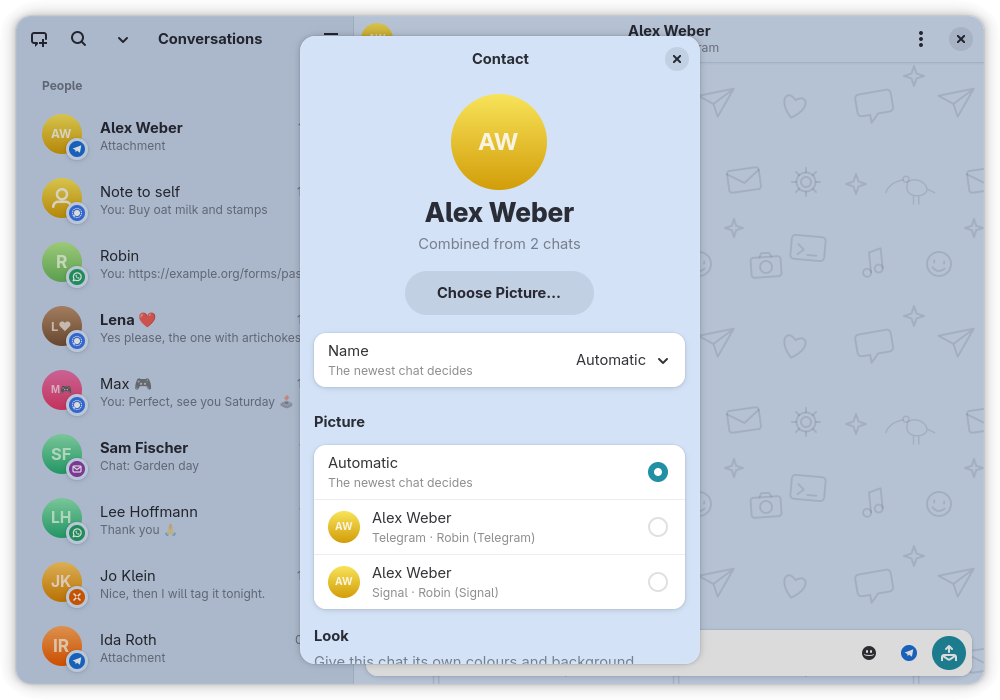 Conversations
People
AW
Alex Weber
Attachment
Note to self
You: Buy oat milk and stamps
R
Robin
You: https://example.org/forms/pas
L❤
Lena ❤️
Yes please, the one with artichokes
M🎮
Max 🎮
You: Perfect, see you Saturday 🕹️
SF
Sam Fischer
Chat: Garden day
LH
Lee Hoffmann
Thank you 🙏
JK
Jo Klein
Nice, then I will tag it tonight.
IR
Ida Roth
Attachment
Alex Weber
Contact
AW
Alex Weber
Combined from 2 chats
Choose Picture…
Name
The newest chat decides
Automatic
Picture
Automatic
The newest chat decides
AW
Alex Weber
Telegram · Robin (Telegram)
AW
Alex Weber
Signal · Robin (Signal)
Look
Give this chat its own colours and background